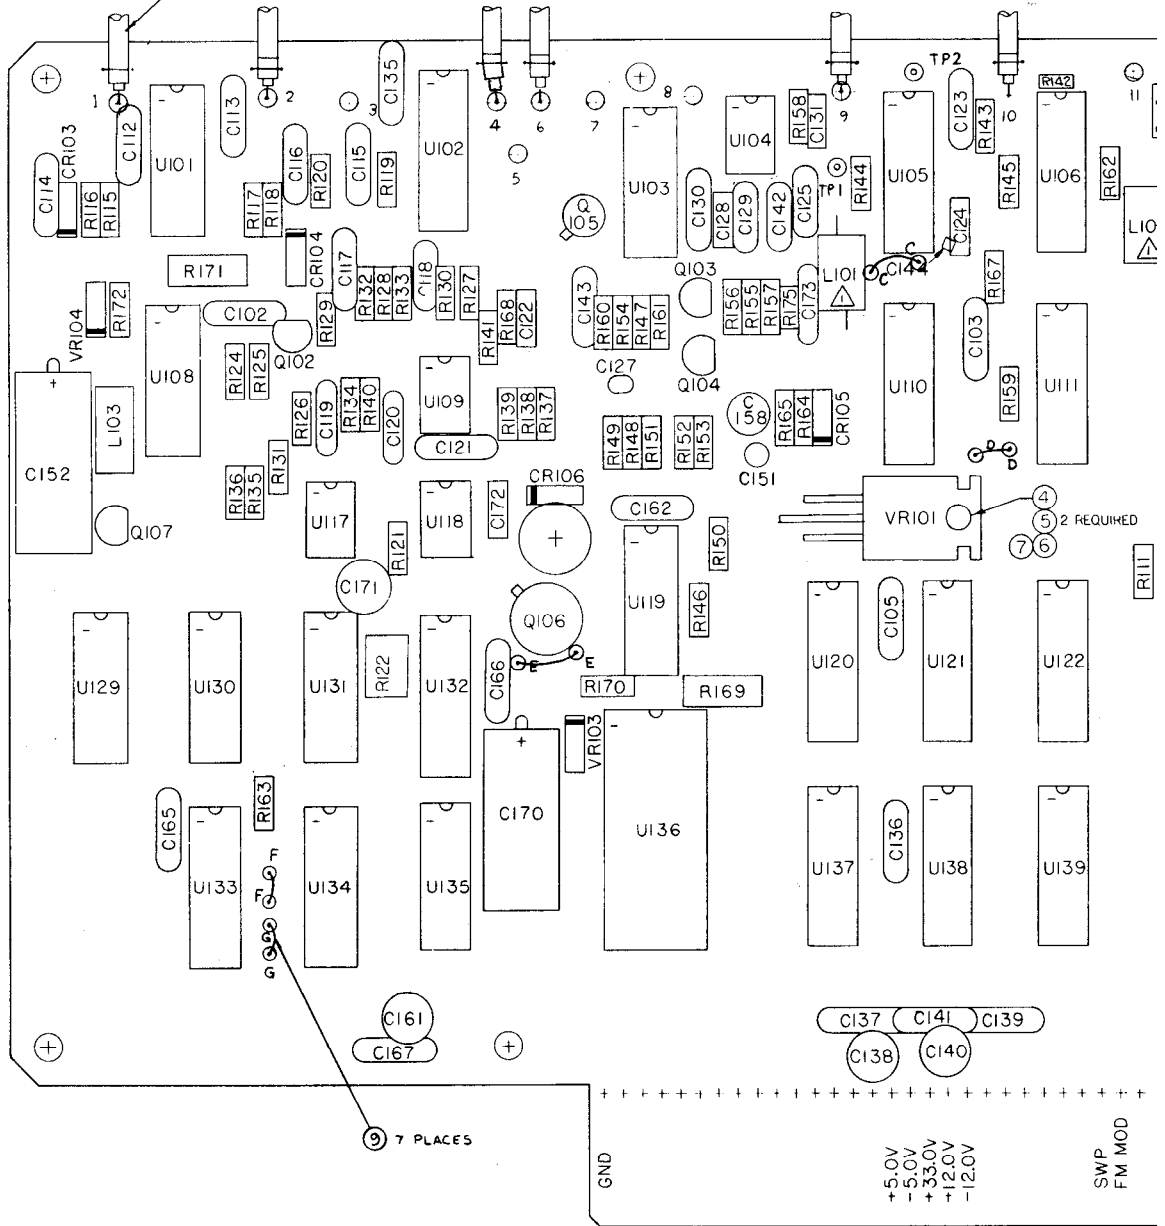 TP2
1
2
3
4
5
6
7
8
9
10
11
CR103
C112
U101
C113
C135
U102
C114
R116
R115
R117
R118
C116
R120
C115
R119
Q
105
U103
U104
R158
C131
TP1
R144
U105
C123
R143
R142
R145
U106
R162
C130
C128
C129
C142
C125
C124
R171
CR104
C117
R132
R128
R133
C118
R130
R127
R168
C122
R141
C143
R160
R154
R147
R161
Q103
R156
R155
R157
R175
C173
L101
C
C
C144
R167
VR104
R172
U108
C102
Q102
R129
R124
R125
R126
C119
R134
R140
C120
U109
R139
R138
R137
C127
Q104
C
158
R165
R164
CR105
U110
C103
R159
U111
+
C152
L103
R136
R135
R131
C121
R149
R148
R151
R152
R153
C151
D
D
Q107
U117
R121
U118
C172
CR106
C162
R150
VR101
4
5
2 REQUIRED
7
6
R111
C171
Q106
U119
R146
U129
U130
U131
R122
U132
C166
E
E
R170
R169
U120
C105
U121
U122
+
C170
VR103
U136
C165
U133
R163
U134
U135
F
F
G
G
U137
C136
U138
U139
C161
C167
C137
C141
C139
C138
C140
9
7 PLACES
GND
+5.0V
-5.0V
+33.0V
+12.0V
-12.0V
SWP
FM MOD